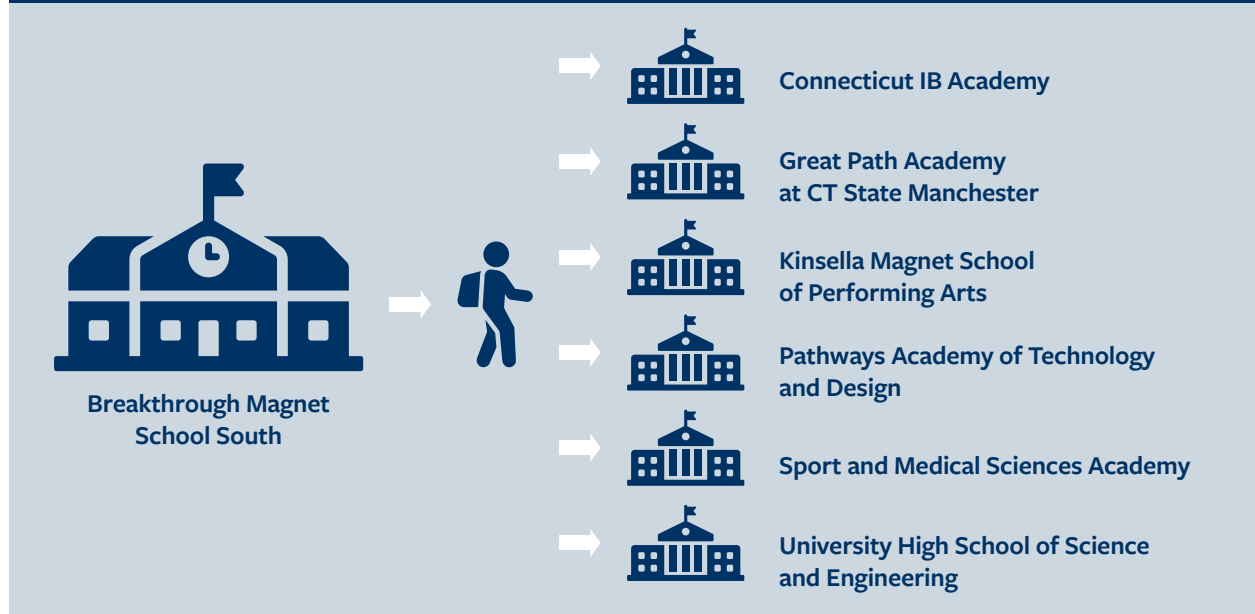 Breakthrough Magnet
School South
Connecticut IB Academy
Great Path Academy
at CT State Manchester
Kinsella Magnet School
of Performing Arts
Pathways Academy of Technology
and Design
Sport and Medical Sciences Academy
University High School of Science
and Engineering